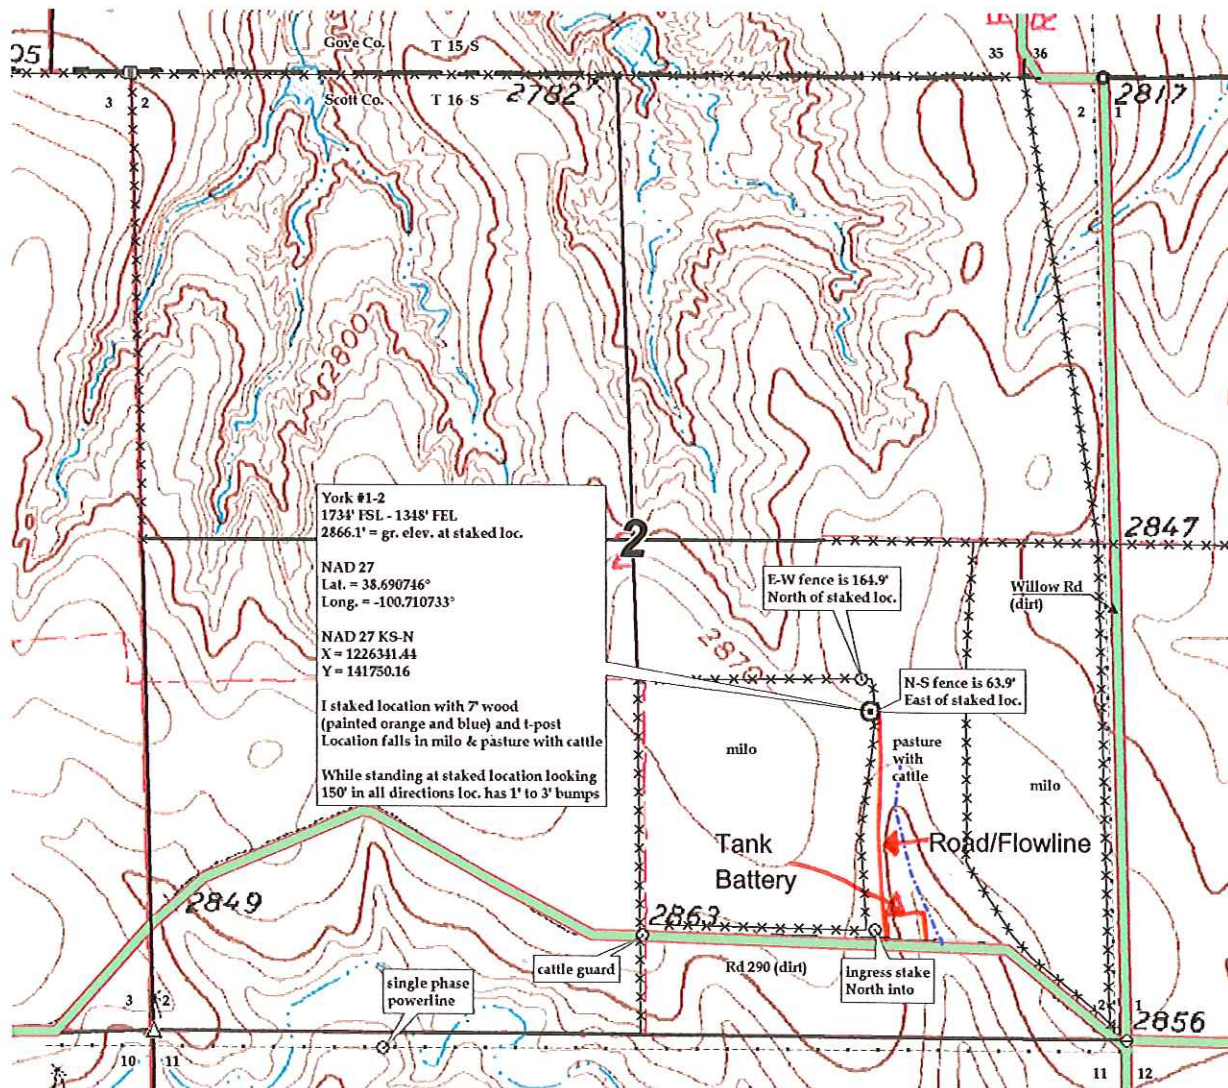 05
Gove Co.
T 15 S
35
36
3
2
Scott Co.
T 16 S
2782
2
1
2817
2800
York #1-2
1734' FSL - 1348' FEL
2866.1' = gr. elev. at staked loc.
NAD 27
Lat. = 38.690746°
Long. = -100.710733°
NAD 27 KS-N
X = 1226341.44
Y = 141750.16
I staked location with 7' wood
(painted orange and blue) and t-post
Location falls in milo & pasture with cattle
While standing at staked location looking
150' in all directions loc. has 1' to 3' bumps
2
2847
E-W fence is 164.9'
North of staked loc.
Willow Rd
(dirt)
2870
N-S fence is 63.9'
East of staked loc.
milo
pasture
with
cattle
milo
Tank
Battery
Road/Flowline
2849
2863
cattle guard
Rd 290 (dirt)
ingress stake
North into
single phase
powerline
3
2
2
1
2856
10
11
11
12